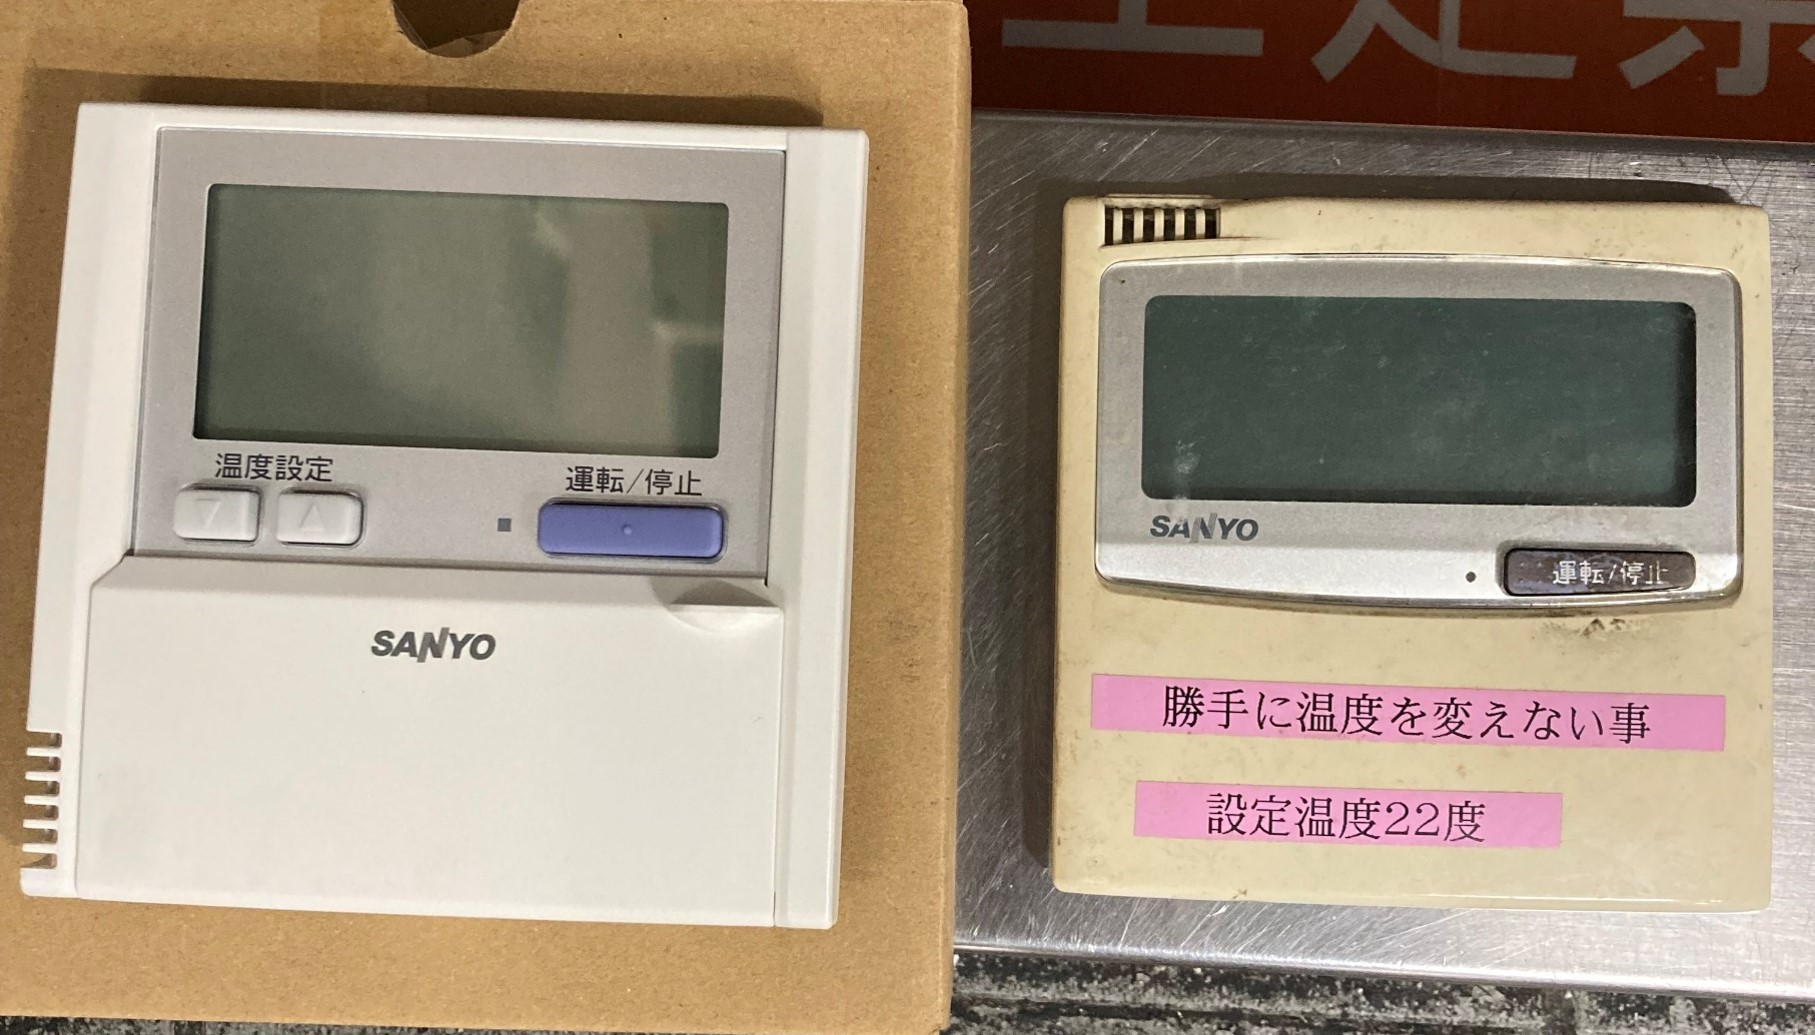 温度設定
運転/停止
SANYO
SANYO
運転/停止
勝手に温度を変えない事
設定温度22度